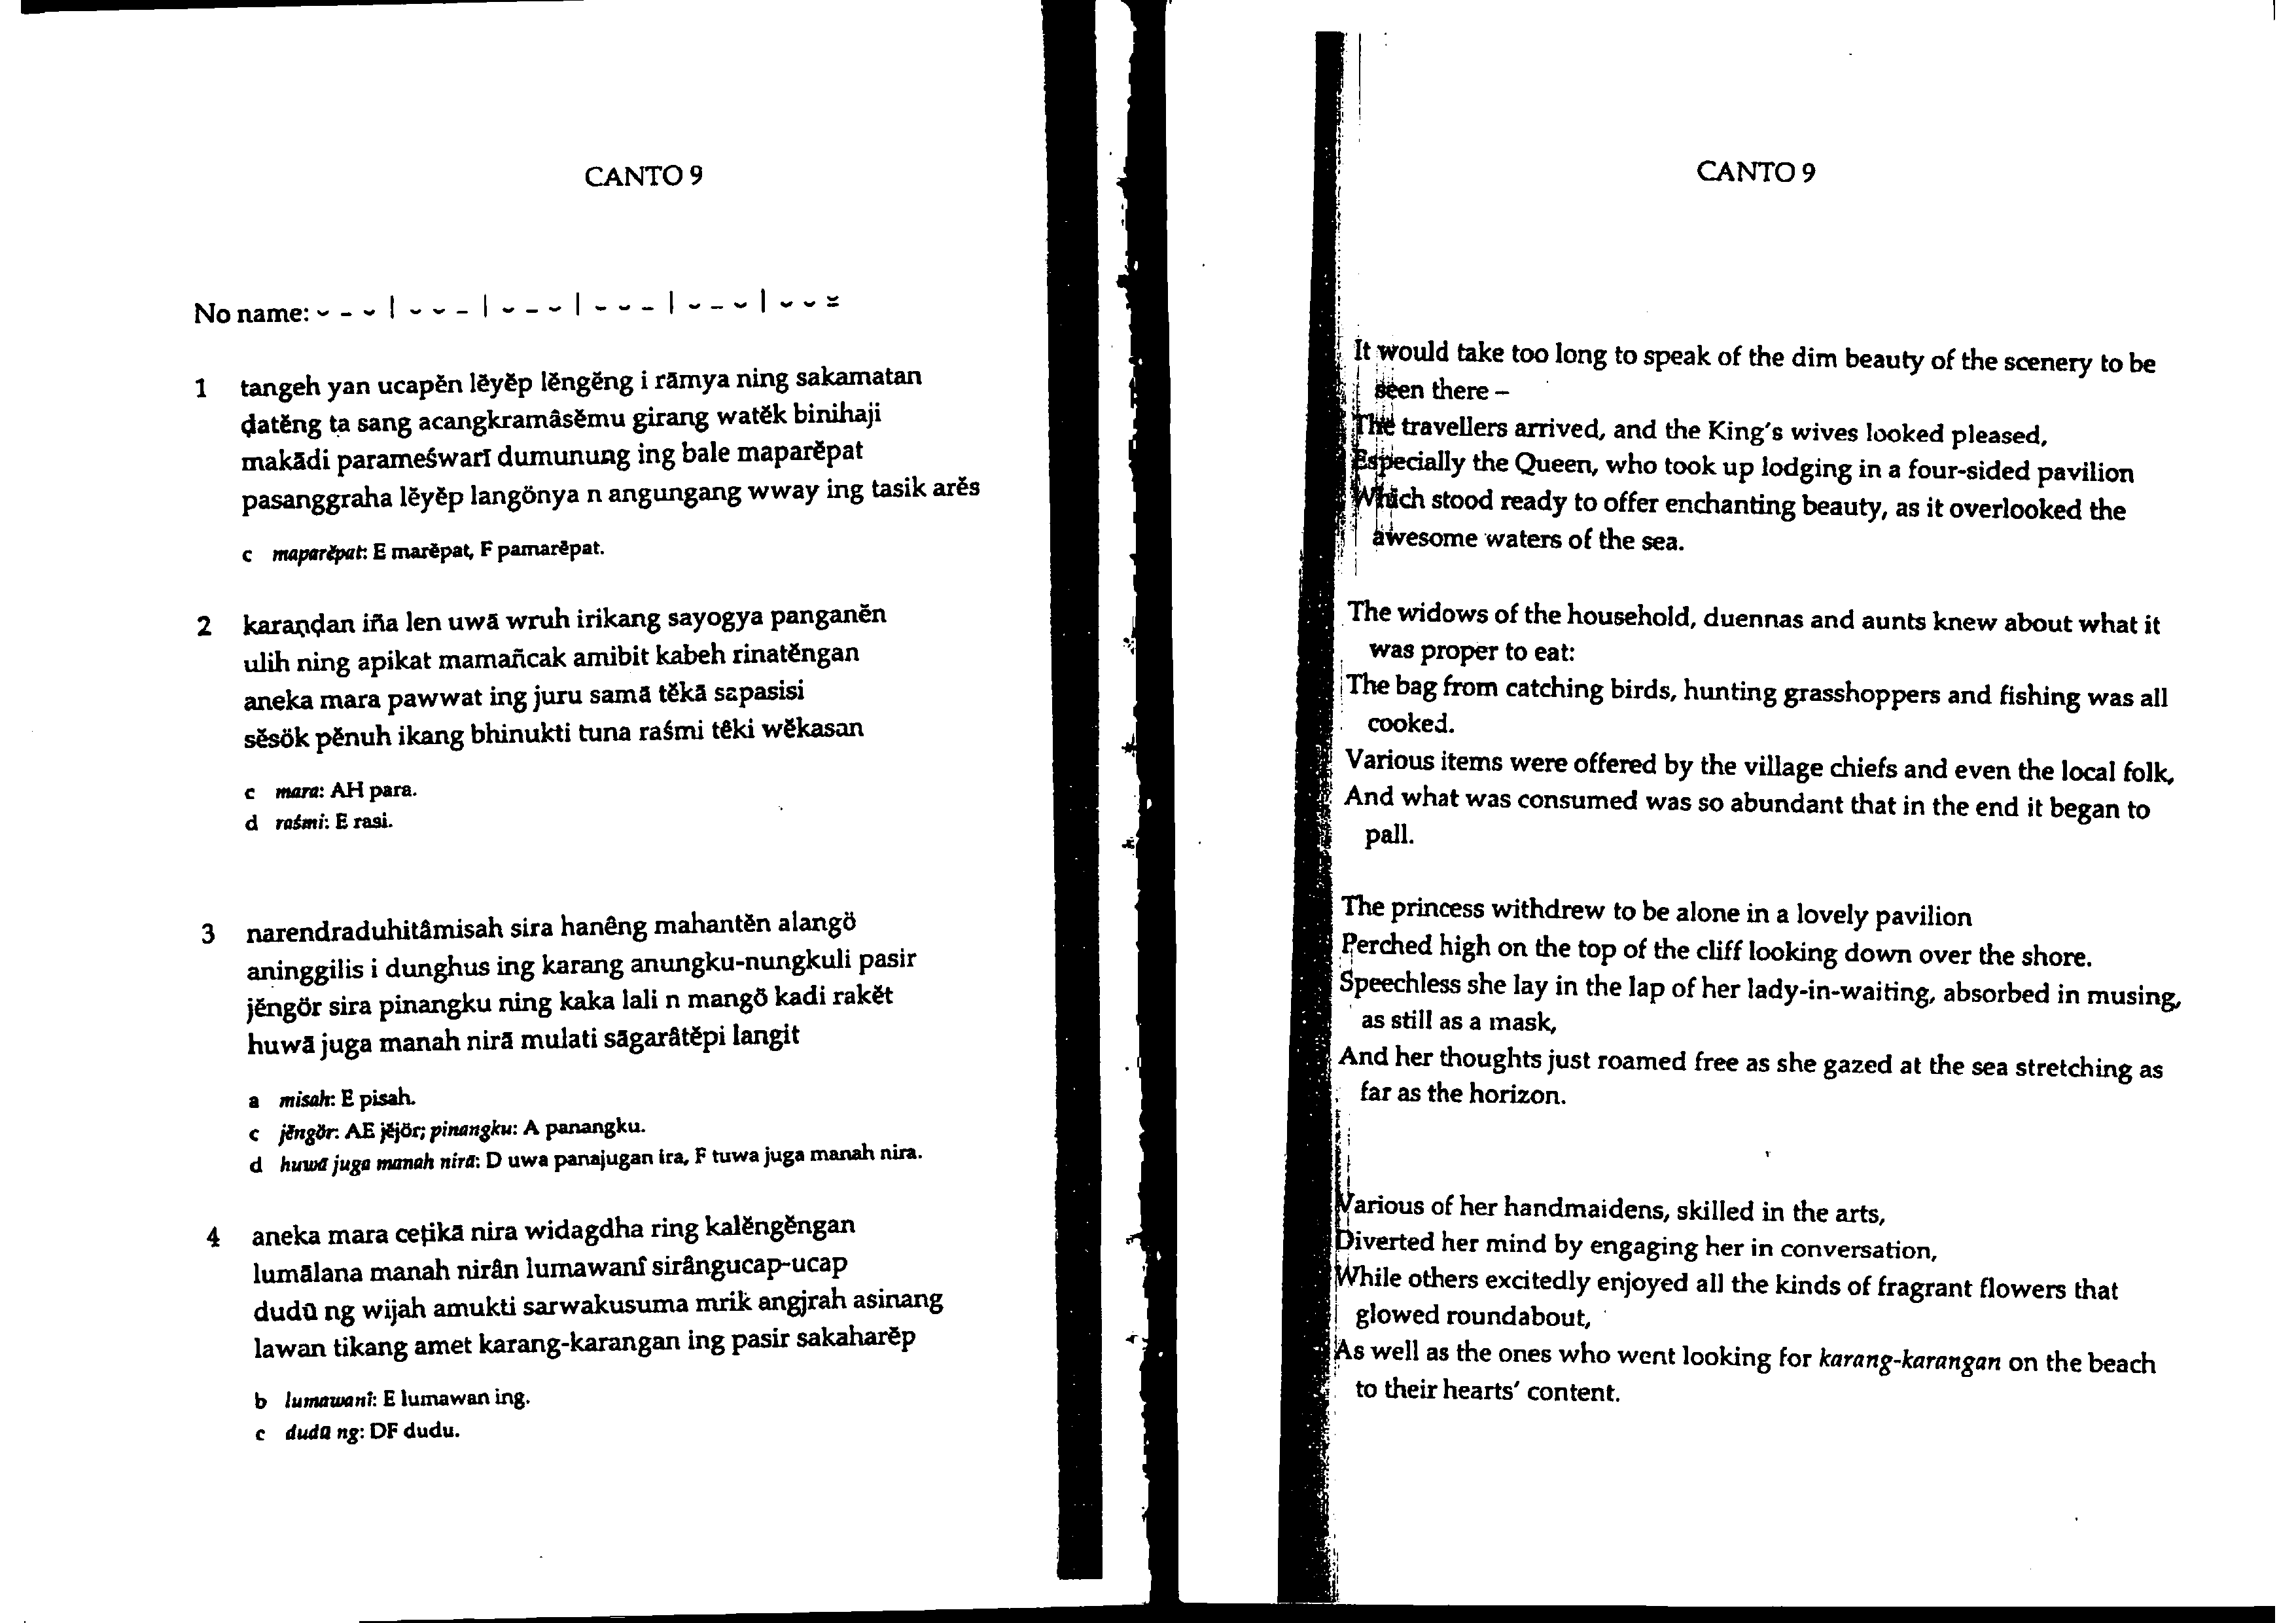 CANTO 9
No name: ⏑ – ⏑ | ⏑ ⏑ – | ⏑ – ⏑ | ⏑ ⏑ – | ⏑ – ⏑ | ⏑ ⏑ ⏓
1 tangeh yan ucapĕn lĕyĕp lĕngĕng i rāmya ning sakamatan
ḍatĕng ta sang acangkramâsĕmu girang watĕk binihaji
makādi parameśwarī dumunung ing bale maparĕpat
pasanggraha lĕyĕp langönya n angungang wway ing tasik arĕs
c maparĕpat: E marĕpat, F pamarĕpat.
2 karaṇḍan iña len uwā wruh irikang sayogya panganĕn
ulih ning apikat mamañcak amibit kabeh rinatĕngan
aneka mara pawwat ing juru samā tĕkā sapasisi
sĕsök pĕnuh ikang bhinukti tuna raśmi têki wĕkasan
c mara: AH para.
d raśmi: E rasi.
3 narendraduhitâmisah sira hanêng mahantĕn alangö
aninggilis i dunghus ing karang anungku-nungkuli pasir
jĕngör sira pinangku ning kaka lali n mangö kadi rakĕt
huwā juga manah nirā mulati sāgarâtĕpi langit
a misah: E pisah.
c jĕngör: AE jĕjör; pinangku: A panangku.
d huwā juga manah nirā: D uwa panajugan ira, F tuwa juga manah nira.
4 aneka mara ceṭikā nira widagdha ring kalĕngĕngan
lumālana manah nirân lumawanî sirângucap-ucap
dudū ng wijah amukti sarwakusuma mrik angjrah asinang
lawan tikang amet karang-karangan ing pasir sakaharĕp
b lumawanî: E lumawan ing.
c dudū ng: DF dudu.
CANTO 9
It would take too long to speak of the dim beauty of the scenery to be
seen there –
The travellers arrived, and the King's wives looked pleased,
Especially the Queen, who took up lodging in a four-sided pavilion
Which stood ready to offer enchanting beauty, as it overlooked the
awesome waters of the sea.
The widows of the household, duennas and aunts knew about what it
was proper to eat:
The bag from catching birds, hunting grasshoppers and fishing was all
cooked.
Various items were offered by the village chiefs and even the local folk,
And what was consumed was so abundant that in the end it began to
pall.
The princess withdrew to be alone in a lovely pavilion
Perched high on the top of the cliff looking down over the shore.
Speechless she lay in the lap of her lady-in-waiting, absorbed in musing,
as still as a mask,
And her thoughts just roamed free as she gazed at the sea stretching as
far as the horizon.
Various of her handmaidens, skilled in the arts,
Diverted her mind by engaging her in conversation,
While others excitedly enjoyed all the kinds of fragrant flowers that
glowed roundabout,
As well as the ones who went looking for karang-karangan on the beach
to their hearts' content.